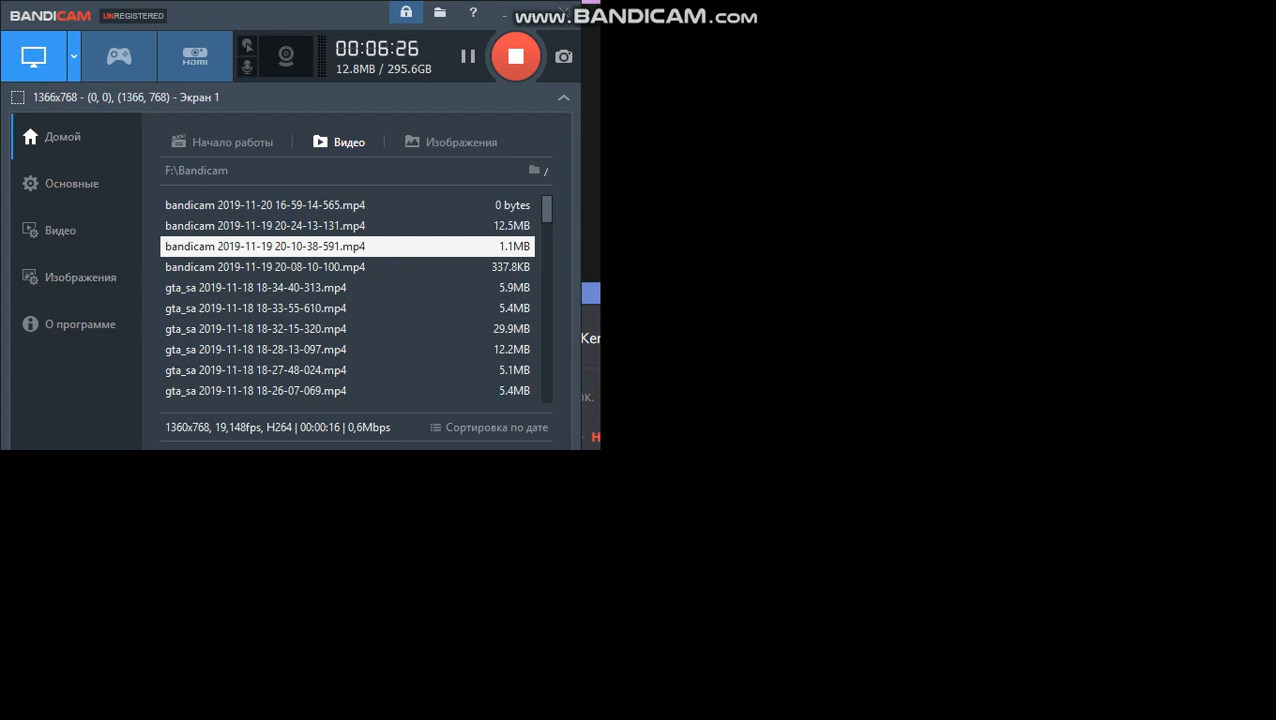 BANDICAM UNREGISTERED ?
www.BANDICAM.com
HDMI
00:06:26
12.8MB / 295.6GB
1366x768 - (0, 0), (1366, 768) - Экран 1
Домой
Основные
Видео
Изображения
О программе
Начало работы | Видео | Изображения
F:\Bandicam /
bandicam 2019-11-20 16-59-14-565.mp4 0 bytes
bandicam 2019-11-19 20-24-13-131.mp4 12.5MB
bandicam 2019-11-19 20-10-38-591.mp4 1.1MB
bandicam 2019-11-19 20-08-10-100.mp4 337.8KB
gta_sa 2019-11-18 18-34-40-313.mp4 5.9MB
gta_sa 2019-11-18 18-33-55-610.mp4 5.4MB
gta_sa 2019-11-18 18-32-15-320.mp4 29.9MB
gta_sa 2019-11-18 18-28-13-097.mp4 12.2MB
gta_sa 2019-11-18 18-27-48-024.mp4 5.1MB
gta_sa 2019-11-18 18-26-07-069.mp4 5.4MB
1360x768, 19,148fps, H264 | 00:00:16 | 0,6Mbps Сортировка по дате